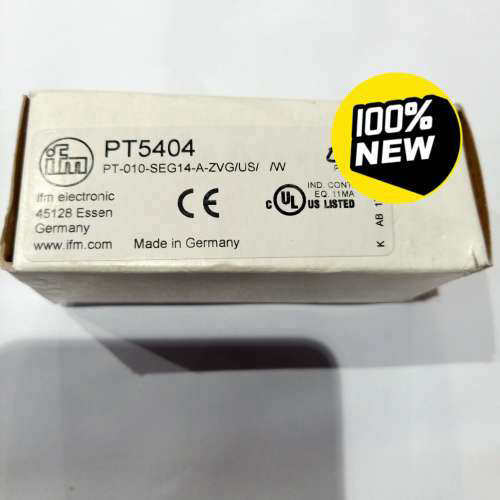 100%
NEW
ifm
PT5404
PT-010-SEG14-A-ZVG/US/ /W
ifm electronic
45128 Essen
Germany
www.ifm.com
Made in Germany
CE
IND. CONT
EQ. 11MA
C UL US LISTED
K AB